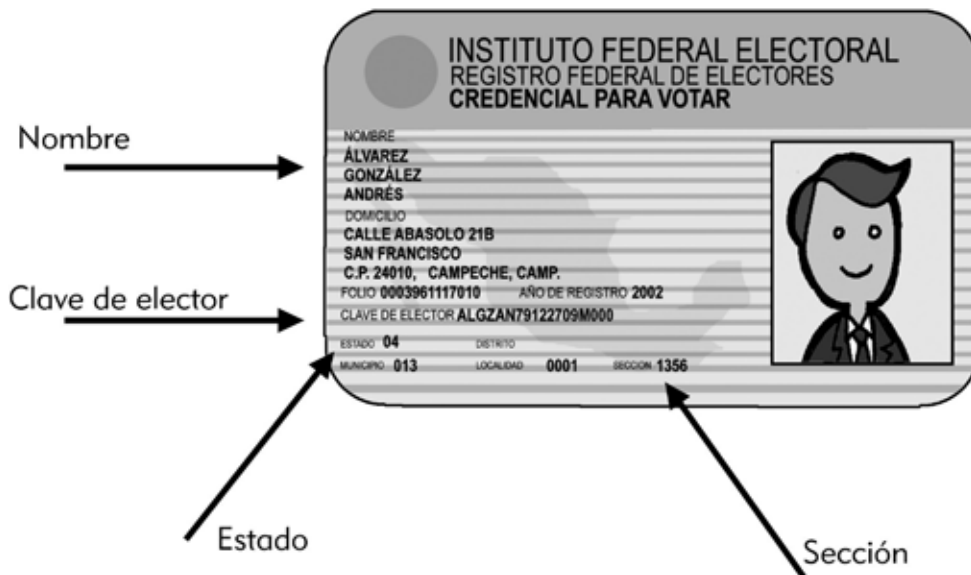 INSTITUTO FEDERAL ELECTORAL
REGISTRO FEDERAL DE ELECTORES
CREDENCIAL PARA VOTAR
Nombre
NOMBRE
ÁLVAREZ
GONZÁLEZ
ANDRÉS
DOMICILIO
CALLE ABASOLO 21B
SAN FRANCISCO
C.P. 24010, CAMPECHE, CAMP.
FOLIO 0003961117010 AÑO DE REGISTRO 2002
Clave de elector
CLAVE DE ELECTOR ALGZAN79122709M000
ESTADO 04 DISTRITO
MUNICIPIO 013 LOCALIDAD 0001 SECCION 1356
Estado
Sección